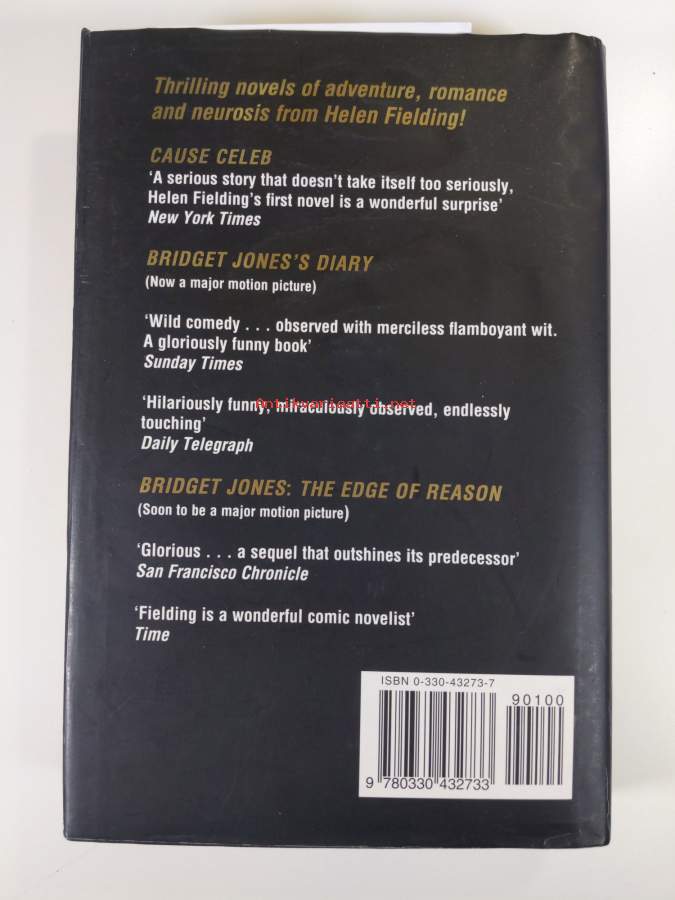 Thrilling novels of adventure, romance
and neurosis from Helen Fielding!
CAUSE CELEB
‘A serious story that doesn’t take itself too seriously,
Helen Fielding’s first novel is a wonderful surprise’
New York Times
BRIDGET JONES’S DIARY
(Now a major motion picture)
‘Wild comedy . . . observed with merciless flamboyant wit.
A gloriously funny book’
Sunday Times
‘Hilariously funny, miraculously observed, endlessly
Antikvariaatti.net
touching’
Daily Telegraph
BRIDGET JONES: THE EDGE OF REASON
(Soon to be a major motion picture)
‘Glorious . . . a sequel that outshines its predecessor’
San Francisco Chronicle
‘Fielding is a wonderful comic novelist’
Time
ISBN 0-330-43273-7
90100
9 780330 432733